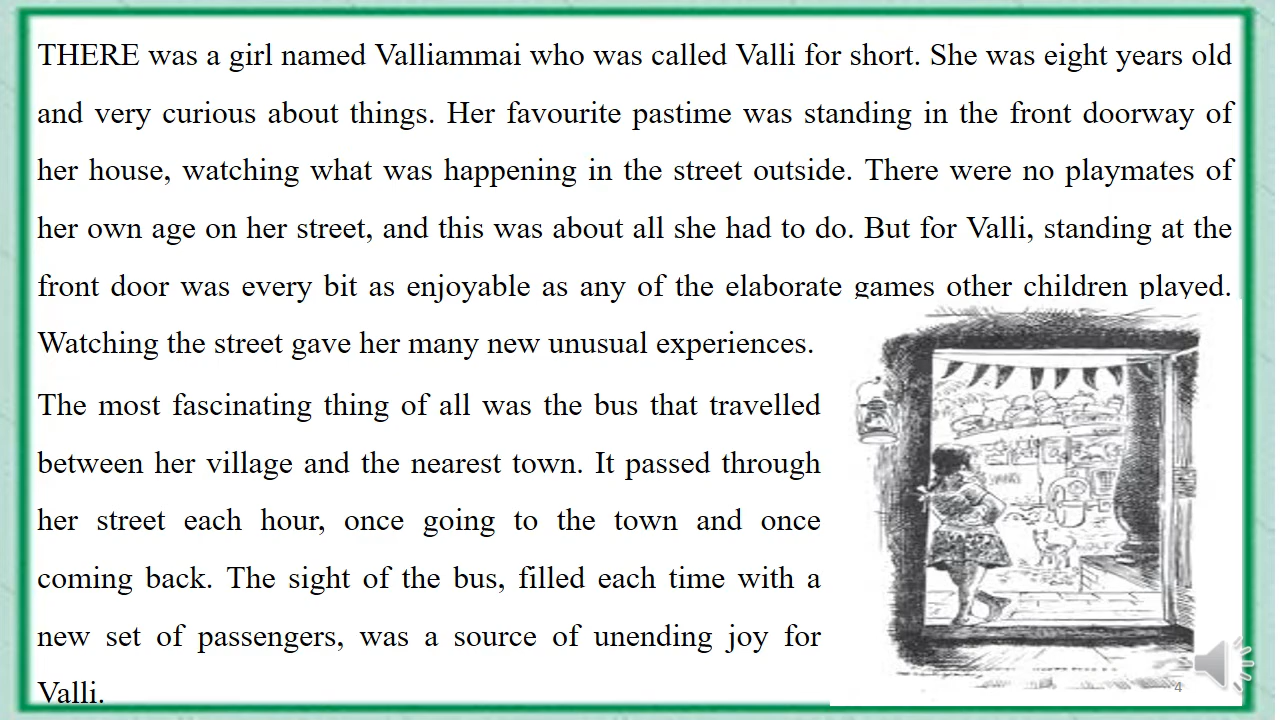 THERE was a girl named Valliammai who was called Valli for short. She was eight years old
and very curious about things. Her favourite pastime was standing in the front doorway of
her house, watching what was happening in the street outside. There were no playmates of
her own age on her street, and this was about all she had to do. But for Valli, standing at the
front door was every bit as enjoyable as any of the elaborate games other children played.
Watching the street gave her many new unusual experiences.
The most fascinating thing of all was the bus that travelled
between her village and the nearest town. It passed through
her street each hour, once going to the town and once
coming back. The sight of the bus, filled each time with a
new set of passengers, was a source of unending joy for
Valli.
4